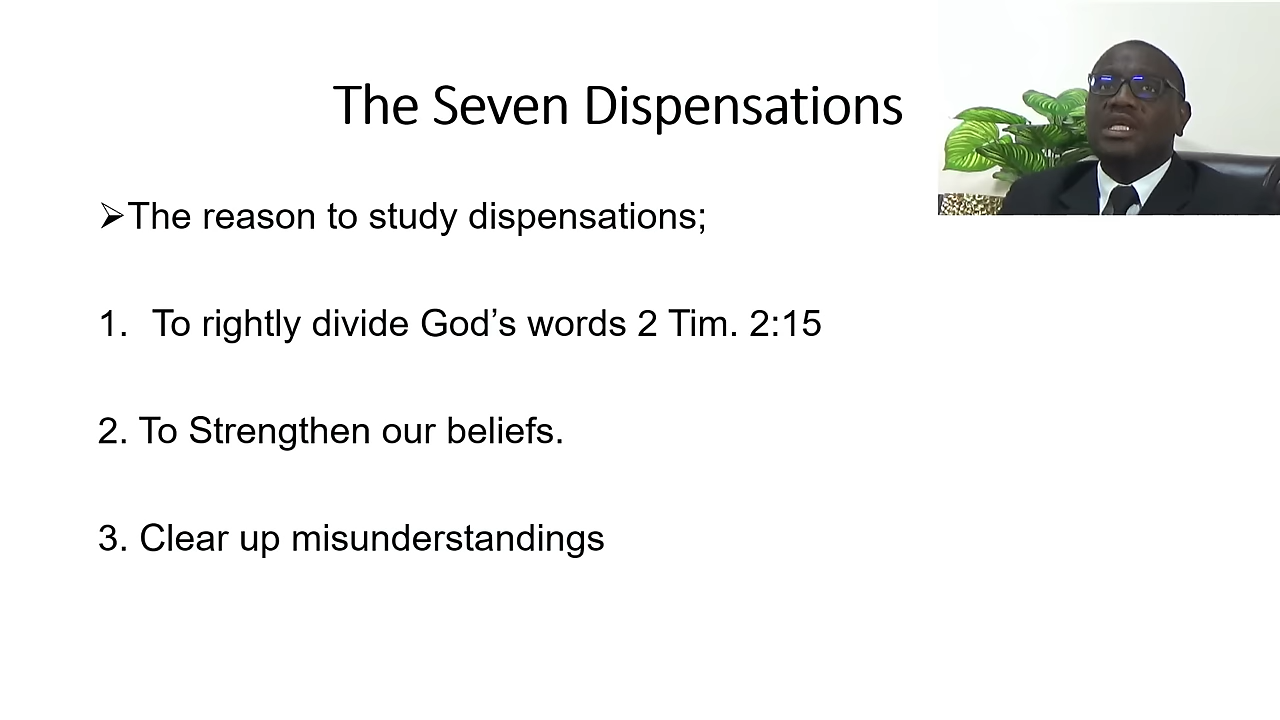 The Seven Dispensations
➢The reason to study dispensations;
1. To rightly divide God’s words 2 Tim. 2:15
2. To Strengthen our beliefs.
3. Clear up misunderstandings